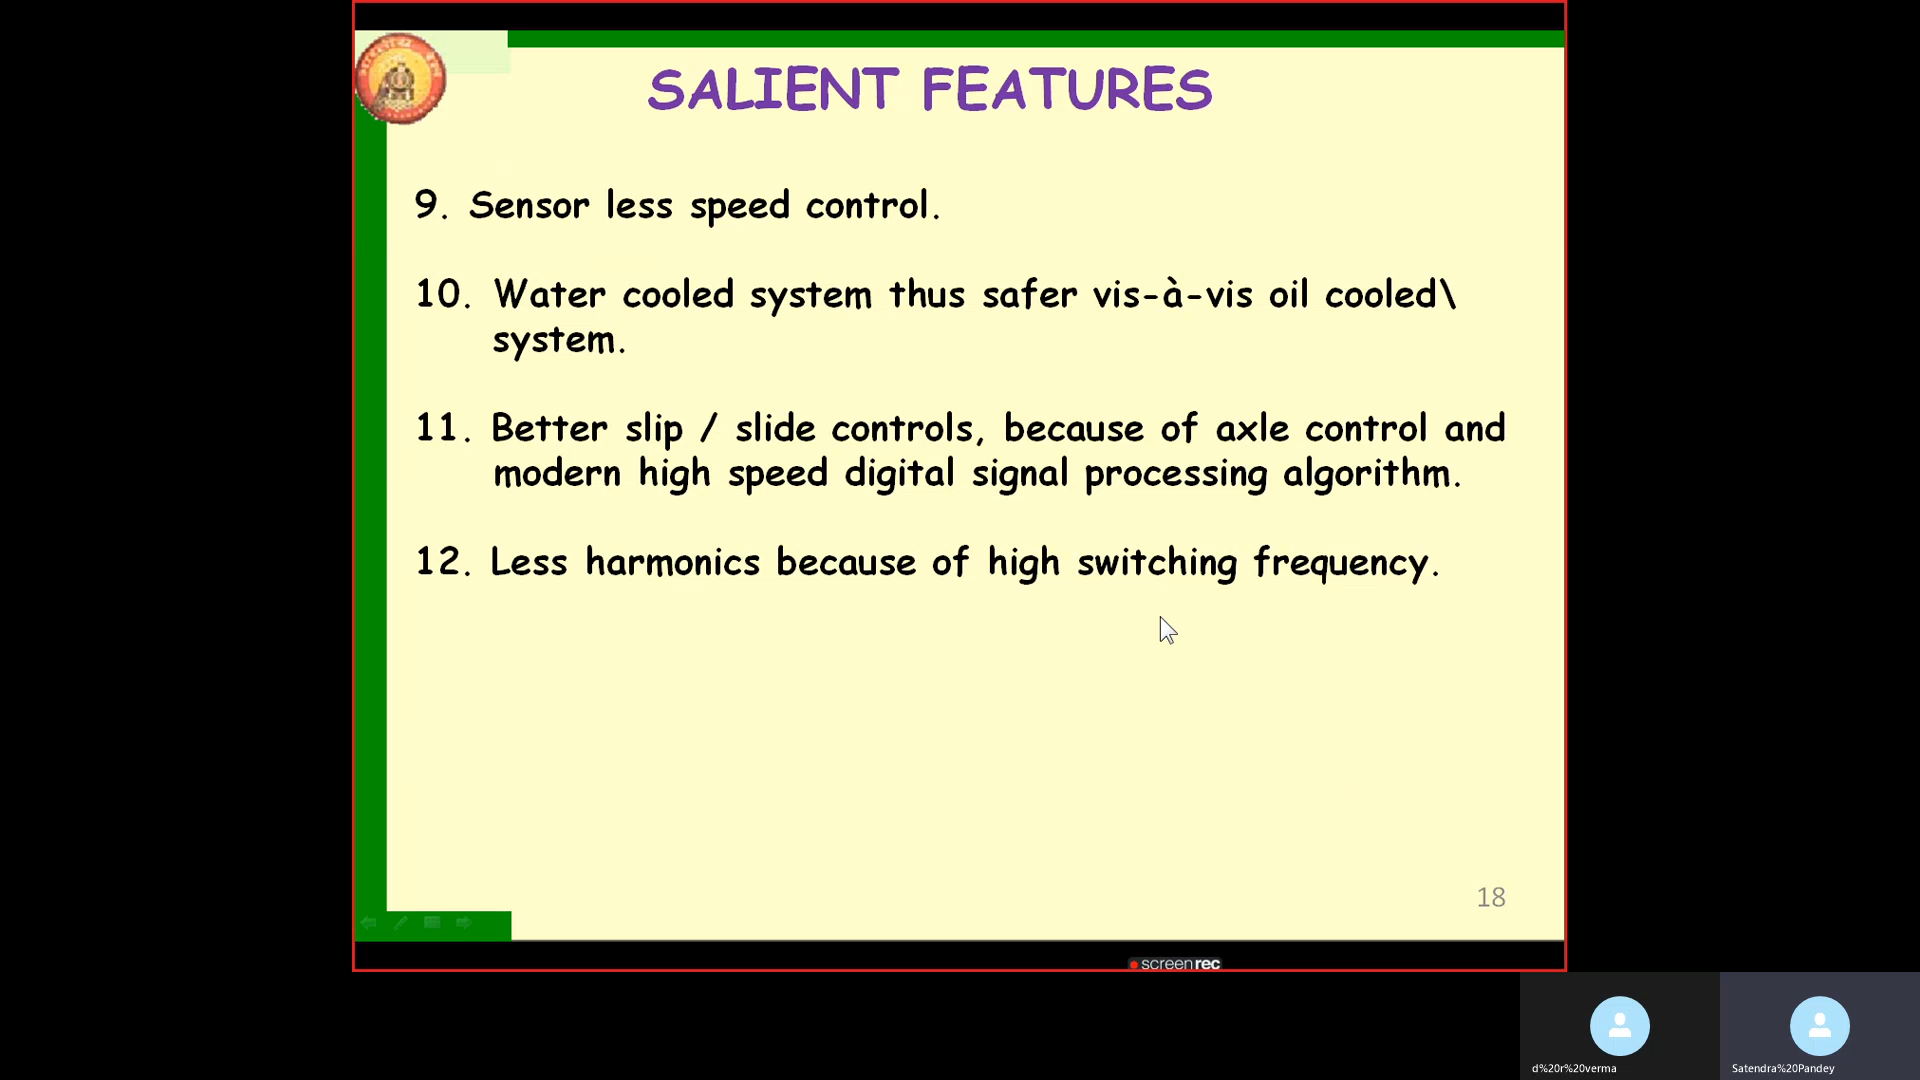 SALIENT FEATURES
9. Sensor less speed control.
10. Water cooled system thus safer vis-à-vis oil cooled\
system.
11. Better slip / slide controls, because of axle control and
modern high speed digital signal processing algorithm.
12. Less harmonics because of high switching frequency.
18
screenrec
d%20r%20verma
Satendra%20Pandey